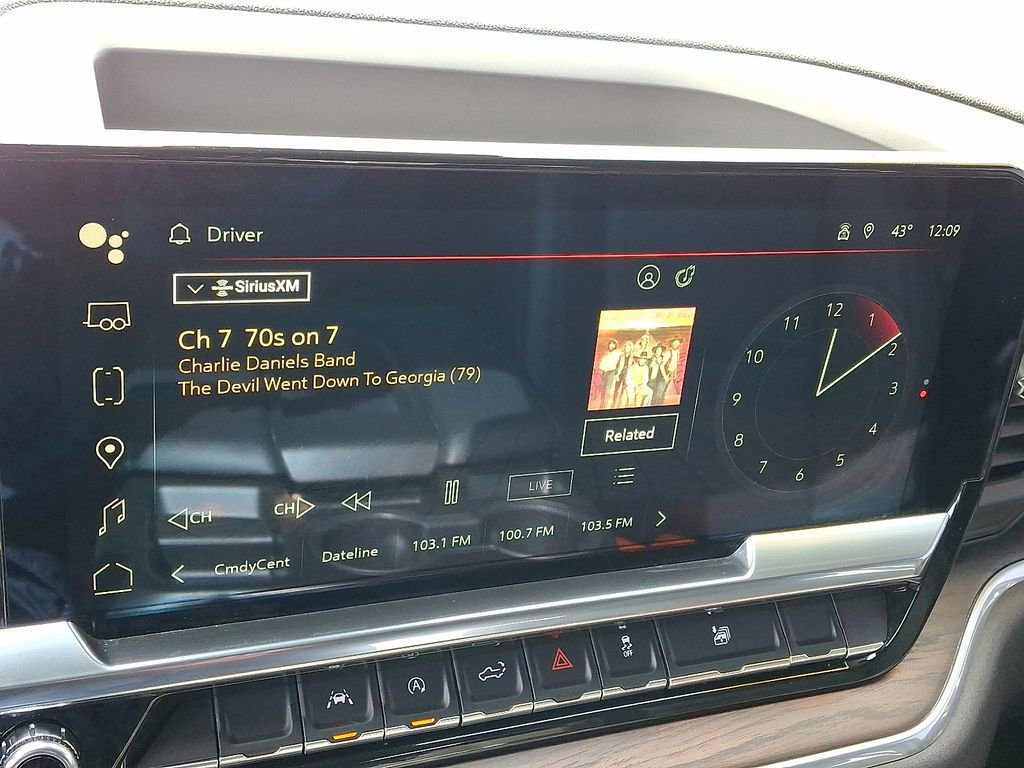 Driver
43° 12:09
SiriusXM
Ch 7 70s on 7
Charlie Daniels Band
The Devil Went Down To Georgia (79)
Related
12
1
2
3
4
5
6
7
8
9
10
11
CH
CH
LIVE
CmdyCent
Dateline
103.1 FM
100.7 FM
103.5 FM
A
OFF